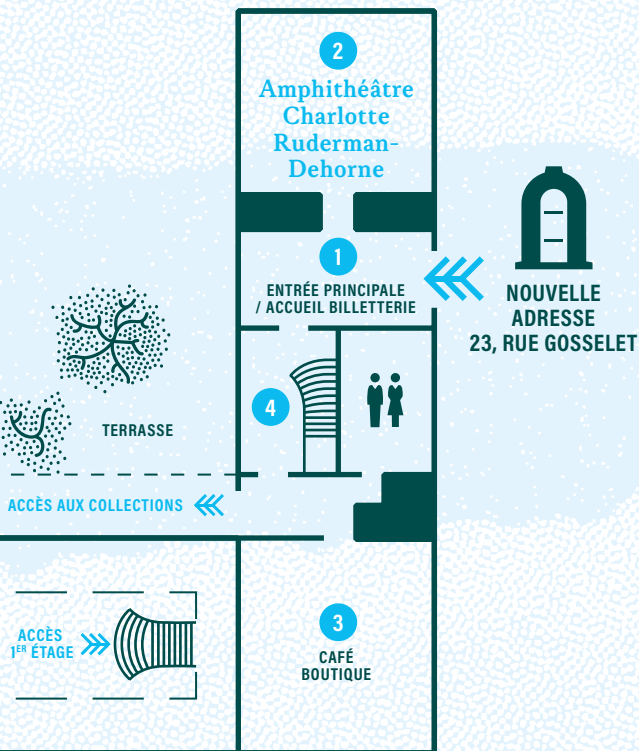 2
Amphithéâtre
Charlotte
Ruderman-
Dehorne
1
ENTRÉE PRINCIPALE
/ ACCUEIL BILLETTERIE
NOUVELLE
ADRESSE
23, RUE GOSSELET
4
TERRASSE
ACCÈS AUX COLLECTIONS
ACCÈS
1ER ÉTAGE
3
CAFÉ
BOUTIQUE